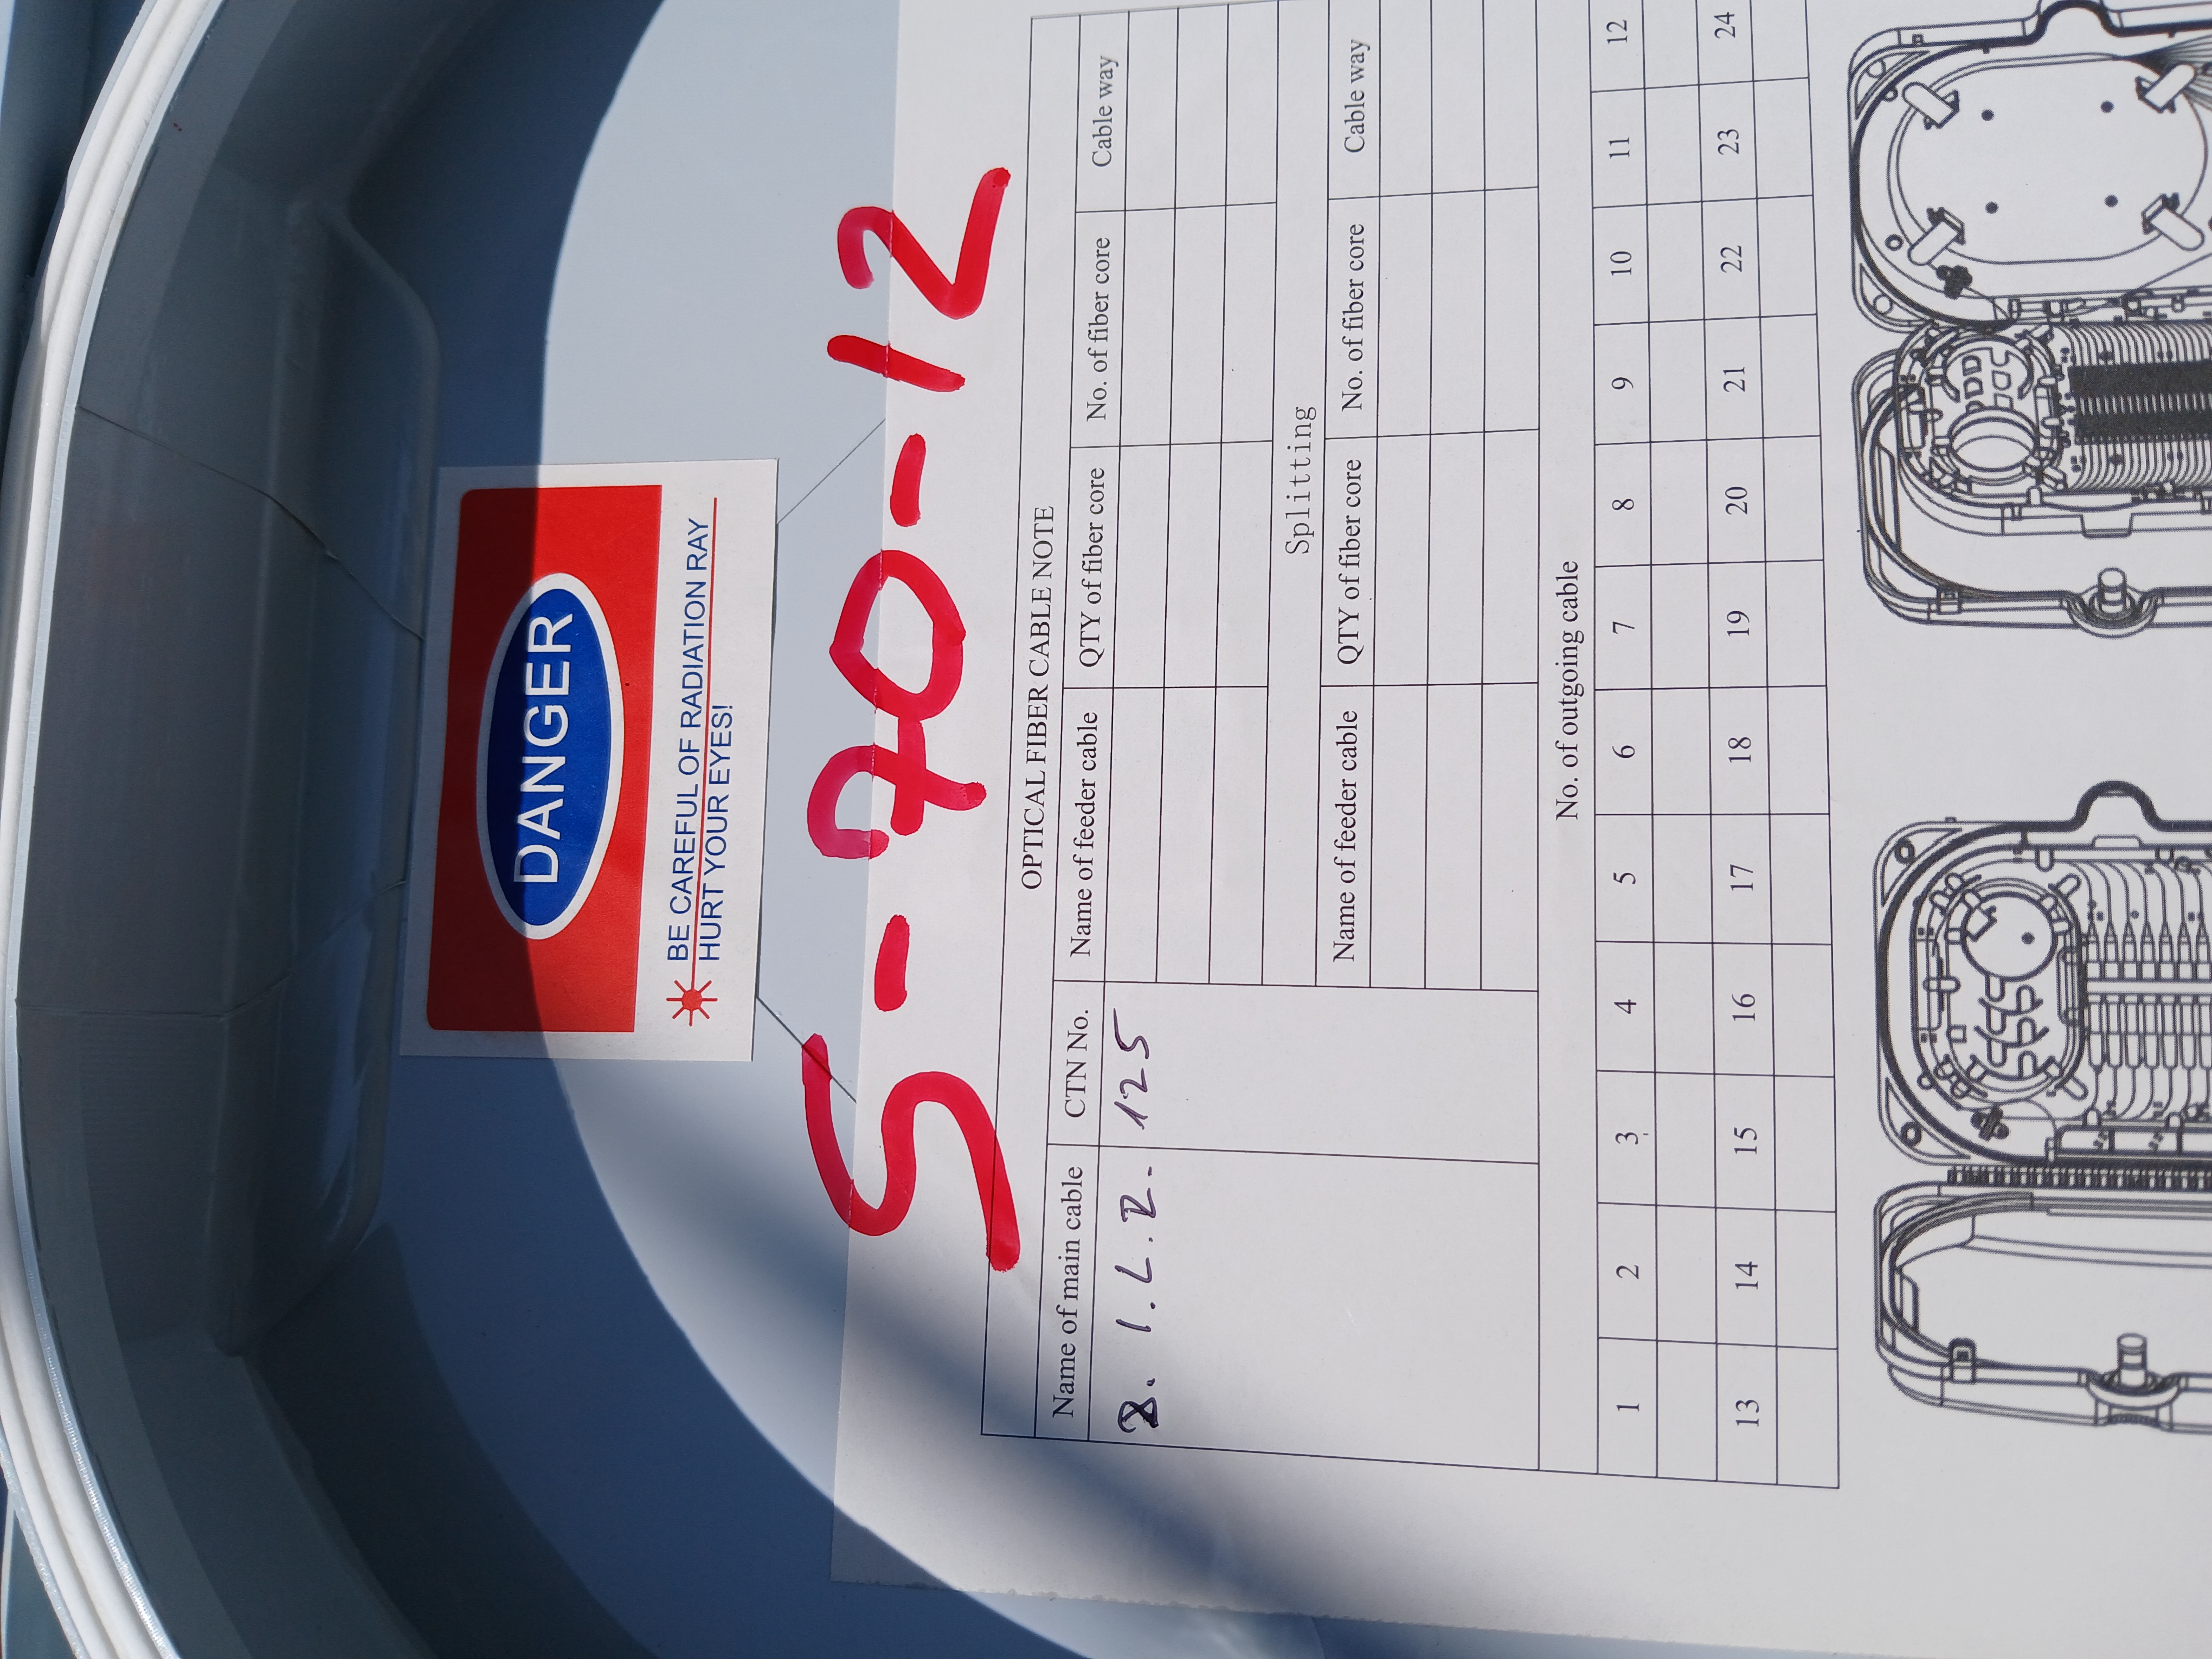 DANGER
BE CAREFUL OF RADIATION RAY
HURT YOUR EYES!
S-70-12
OPTICAL FIBER CABLE NOTE
Name of main cable CTN No. Name of feeder cable QTY of fiber core No. of fiber core Cable way
125
Splitting
Name of feeder cable QTY of fiber core No. of fiber core Cable way
No. of outgoing cable
1 2 3 4 5 6 7 8 9 10 11 12
13 14 15 16 17 18 19 20 21 22 23 24